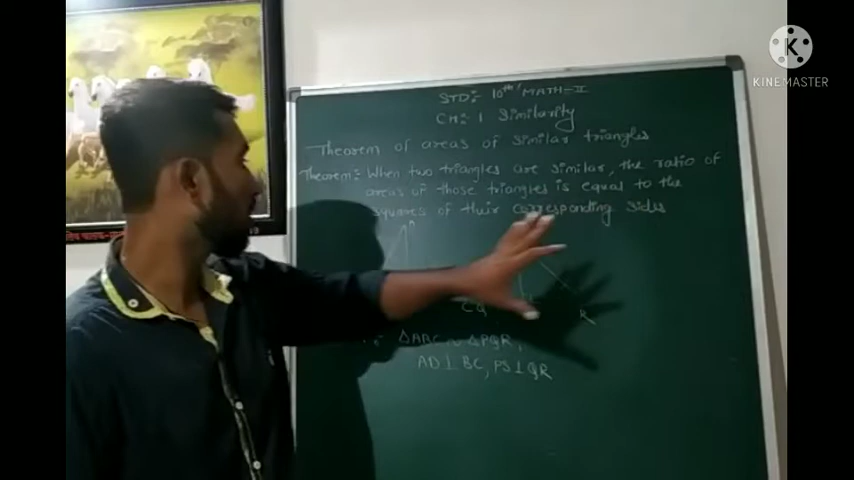 K
KINEMASTER
STD:- 10th MATH-II
CH:- 1 Similarity
Theorem of areas of similar triangles
Theorem:- When two triangles are similar, the ratio of
areas of those triangles is equal to the
squares of their corresponding sides
R
ΔABC ~ ΔPQR,
AD⊥BC, PS⊥QR